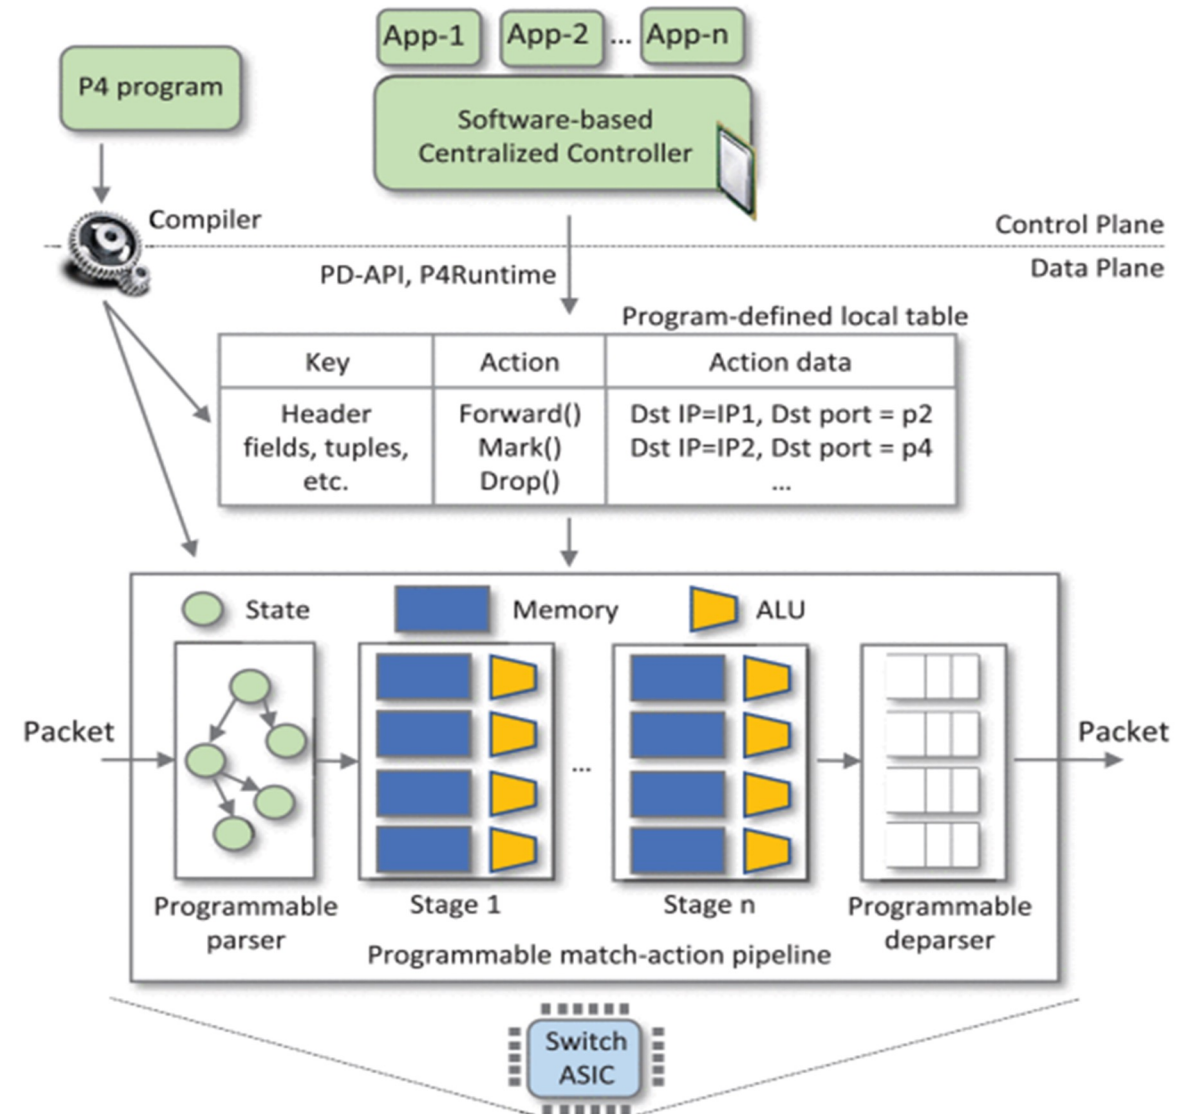 App-1 App-2 ... App-n
P4 program
Software-based
Centralized Controller
Compiler
Control Plane
Data Plane
PD-API, P4Runtime
Program-defined local table
Key Action Action data
Header Forward() Dst IP=IP1, Dst port = p2
fields, tuples, Mark() Dst IP=IP2, Dst port = p4
etc. Drop() ...
State Memory ALU
Packet
...
Packet
Programmable
parser
Stage 1
Stage n
Programmable
deparser
Programmable match-action pipeline
Switch
ASIC